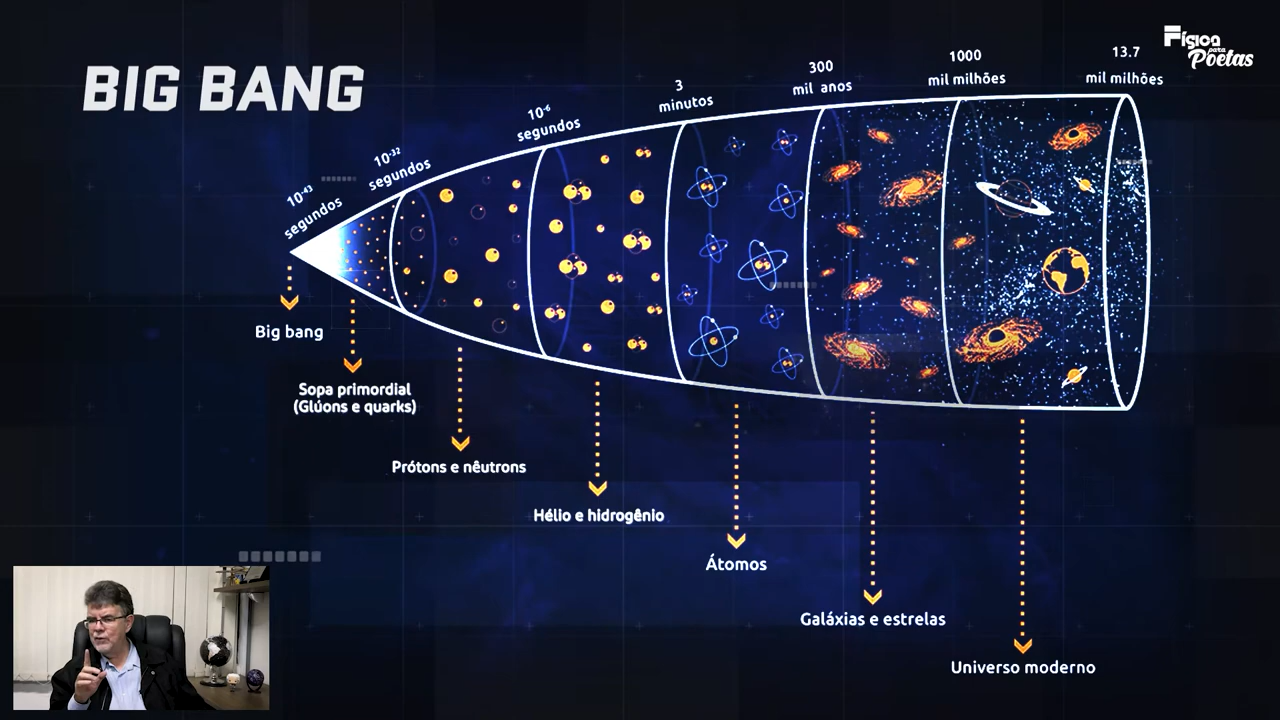 BIG BANG
Física
para
Poetas
10-43
segundos
10-32
segundos
10-6
segundos
3
minutos
300
mil anos
1000
mil milhões
13.7
mil milhões
Big bang
Sopa primordial
(Glúons e quarks)
Prótons e nêutrons
Hélio e hidrogênio
Átomos
Galáxias e estrelas
Universo moderno